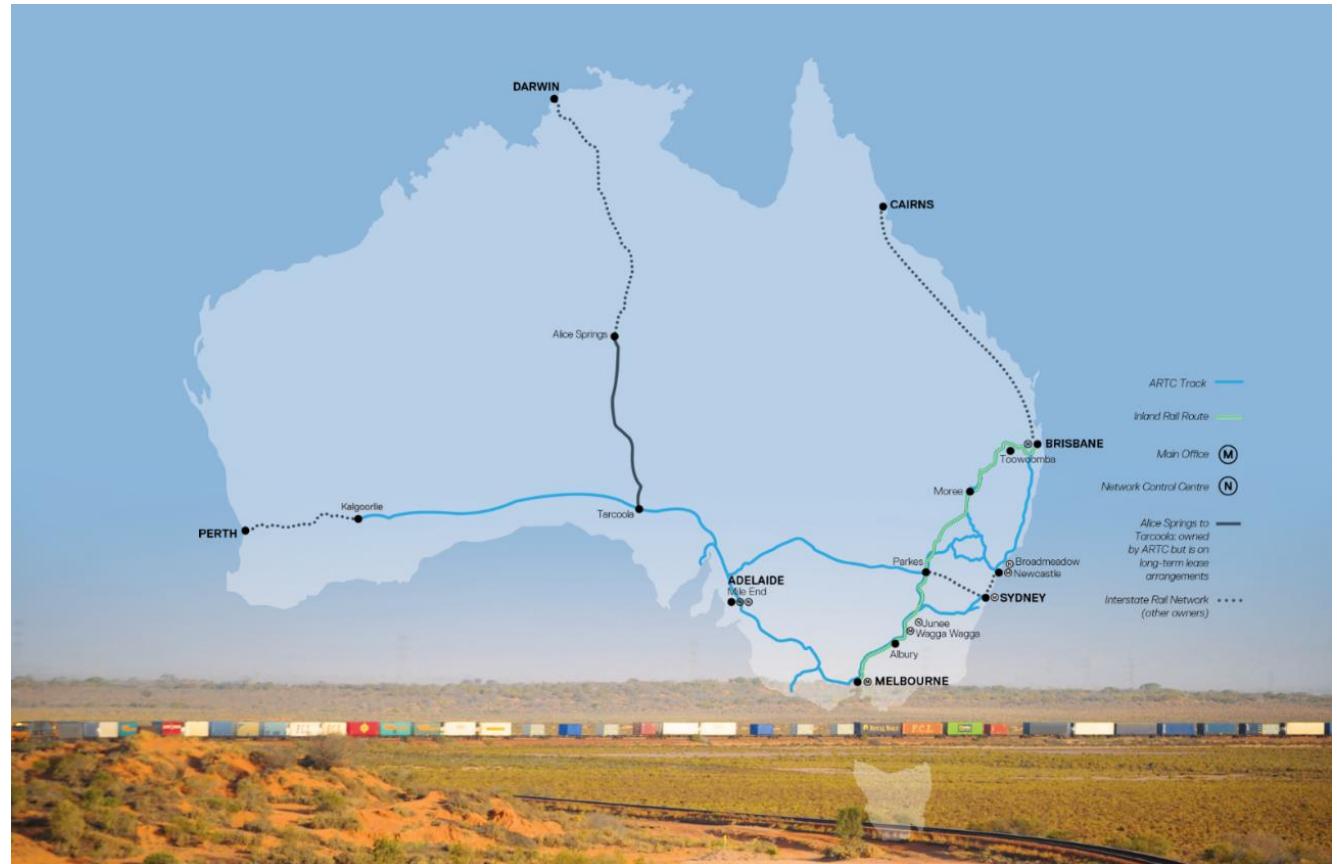 DARWIN
CAIRNS
Alice Springs
ARTC Track
Inland Rail Route
BRISBANE
Toowoomba
Main Office M
Moree
Network Control Centre N
Kalgoorlie
Tarcoola
PERTH
Alice Springs to
Tarcoola: owned
by ARTC but is on
long-term lease
arrangements
Parkes
Broadmeadow
Newcastle
ADELAIDE
Mile End
SYDNEY
Interstate Rail Network
(other owners)
Junee
Wagga Wagga
Albury
MELBOURNE